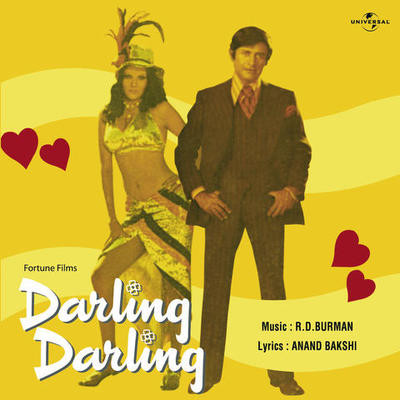 UNIVERSAL
Fortune Films
Darling
Darling
Music : R.D.BURMAN
Lyrics : ANAND BAKSHI